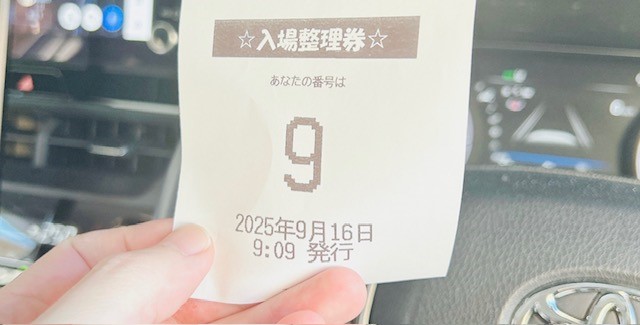 ☆入場整理券☆
あなたの番号は
9
2025年9月16日
9:09 発行